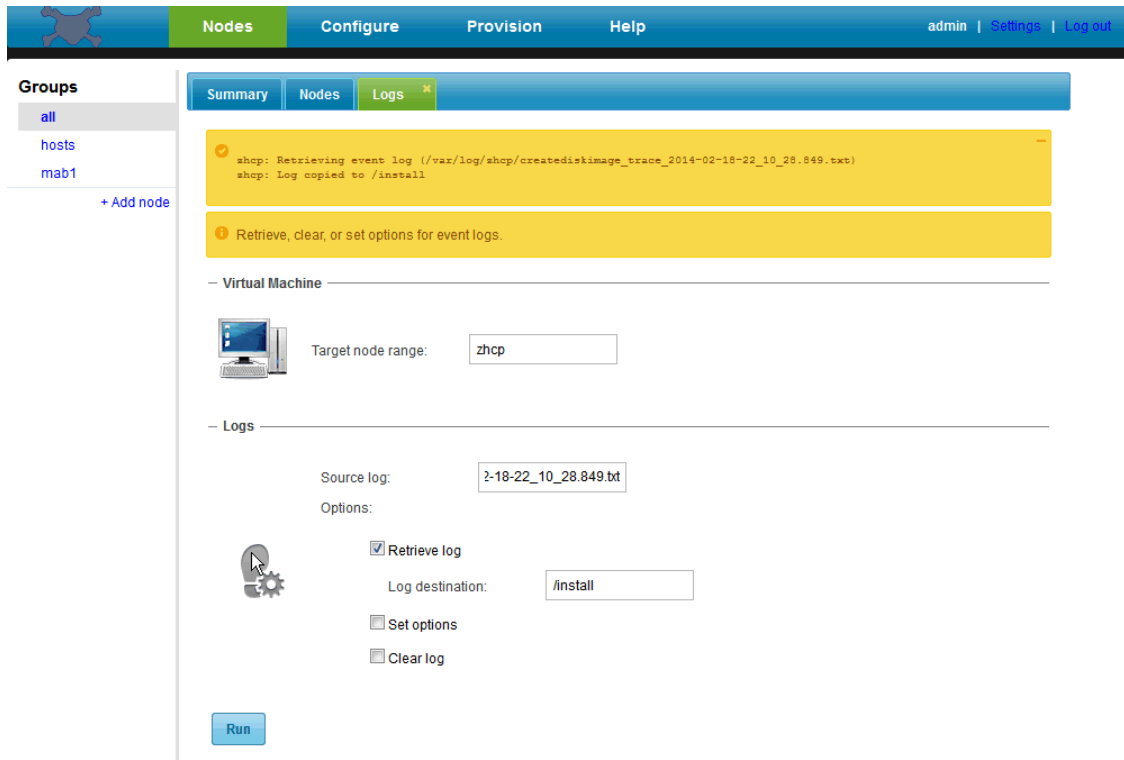 Nodes Configure Provision Help admin | Settings | Log out
Groups
all
hosts
mab1
+ Add node
Summary Nodes Logs
zhcp: Retrieving event log (/var/log/zhcp/creatediskimage_trace_2014-02-18-22_10_28.849.txt)
zhcp: Log copied to /install
Retrieve, clear, or set options for event logs.
Virtual Machine
Target node range: zhcp
Logs
Source log: 2-18-22_10_28.849.txt
Options:
Retrieve log
Log destination: /install
Set options
Clear log
Run